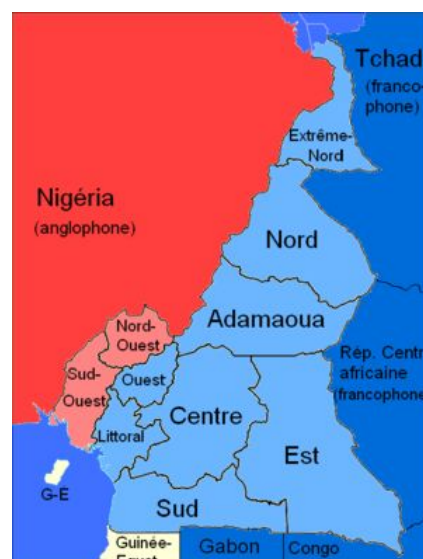 Tchad
(franco-
phone)
Extrême-
Nord
Nigéria
(anglophone)
Nord
Adamaoua
Nord-
Ouest
Rép. Centr
africaine
(francophone
Sud-
Ouest
Ouest
Centre
Littoral
Est
G-E
Sud
Guinée-
Gabon
Congo